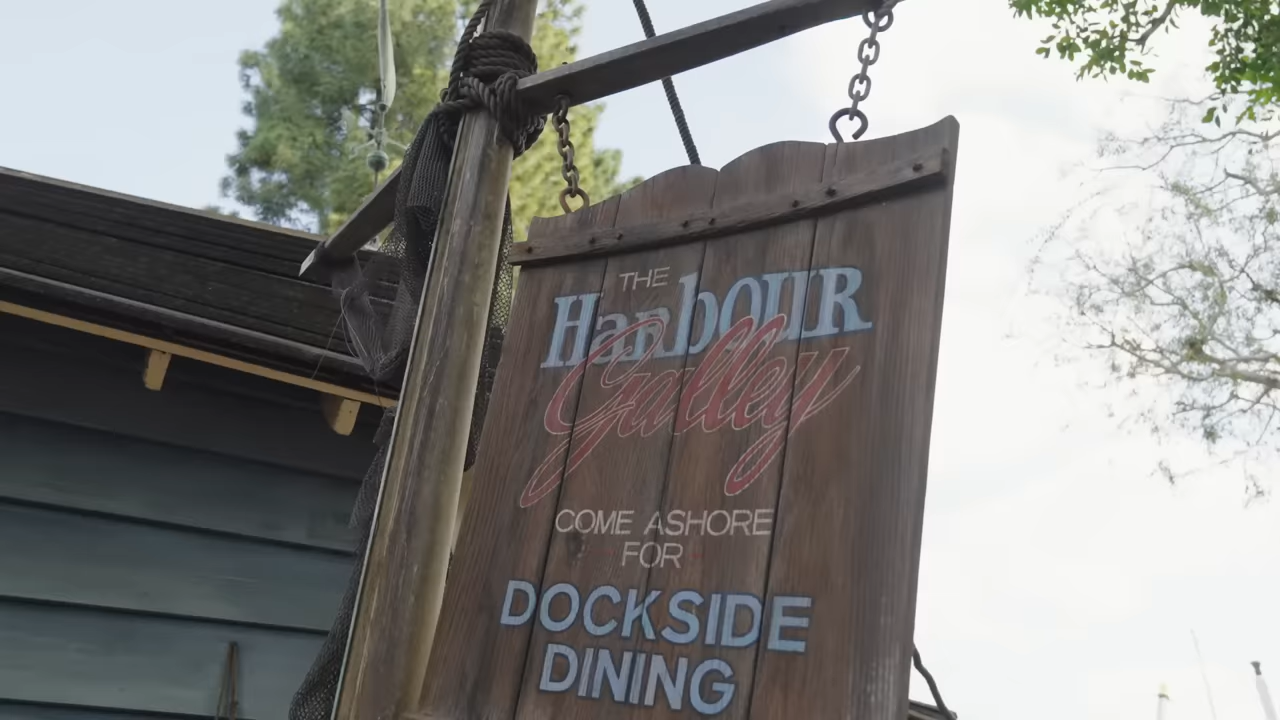 THE
HarbOUR
Galley
COME ASHORE
FOR
DOCKSIDE
DINING